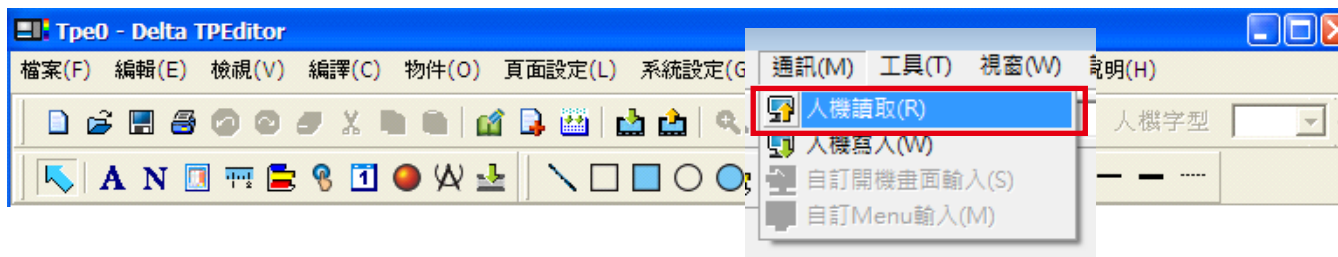 Tpe0 - Delta TPEditor
檔案(F) 編輯(E) 檢視(V) 編譯(C) 物件(O) 頁面設定(L) 系統設定(G 通訊(M) 工具(T) 視窗(W) 說明(H)
人機讀取(R)
人機字型
人機寫入(W)
A N 1
自訂開機畫面輸入(S)
自訂Menu輸入(M)